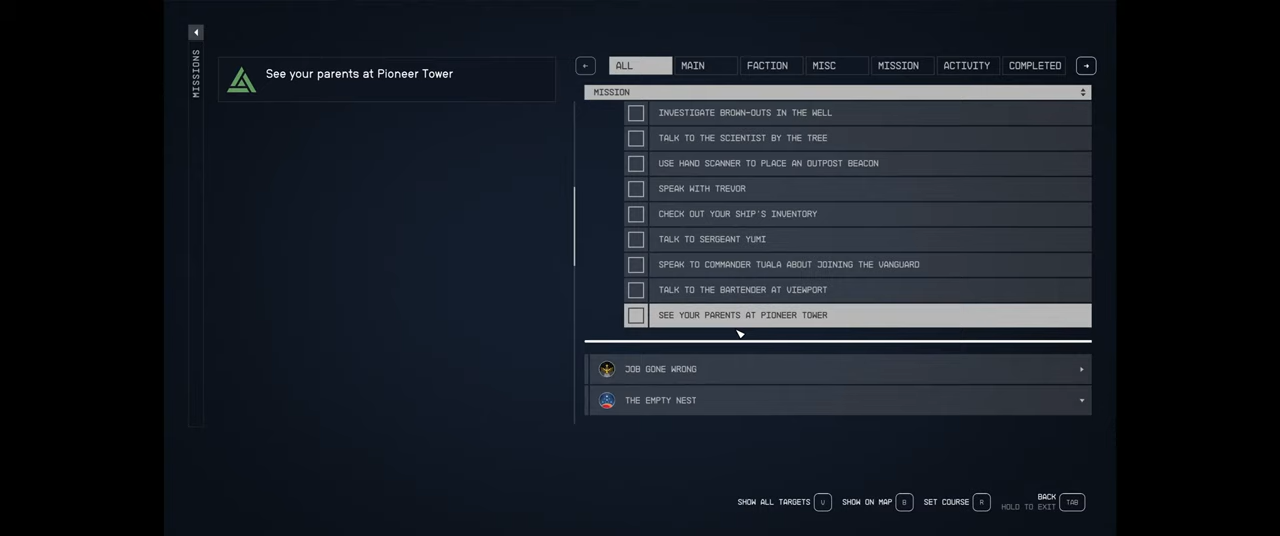 MISSIONS
See your parents at Pioneer Tower
ALL MAIN FACTION MISC MISSION ACTIVITY COMPLETED
MISSION
INVESTIGATE BROWN-OUTS IN THE WELL
TALK TO THE SCIENTIST BY THE TREE
USE HAND SCANNER TO PLACE AN OUTPOST BEACON
SPEAK WITH TREVOR
CHECK OUT YOUR SHIP'S INVENTORY
TALK TO SERGEANT YUMI
SPEAK TO COMMANDER TUALA ABOUT JOINING THE VANGUARD
TALK TO THE BARTENDER AT VIEWPORT
SEE YOUR PARENTS AT PIONEER TOWER
JOB GONE WRONG
THE EMPTY NEST
SHOW ALL TARGETS V SHOW ON MAP B SET COURSE R BACK TAB
HOLD TO EXIT